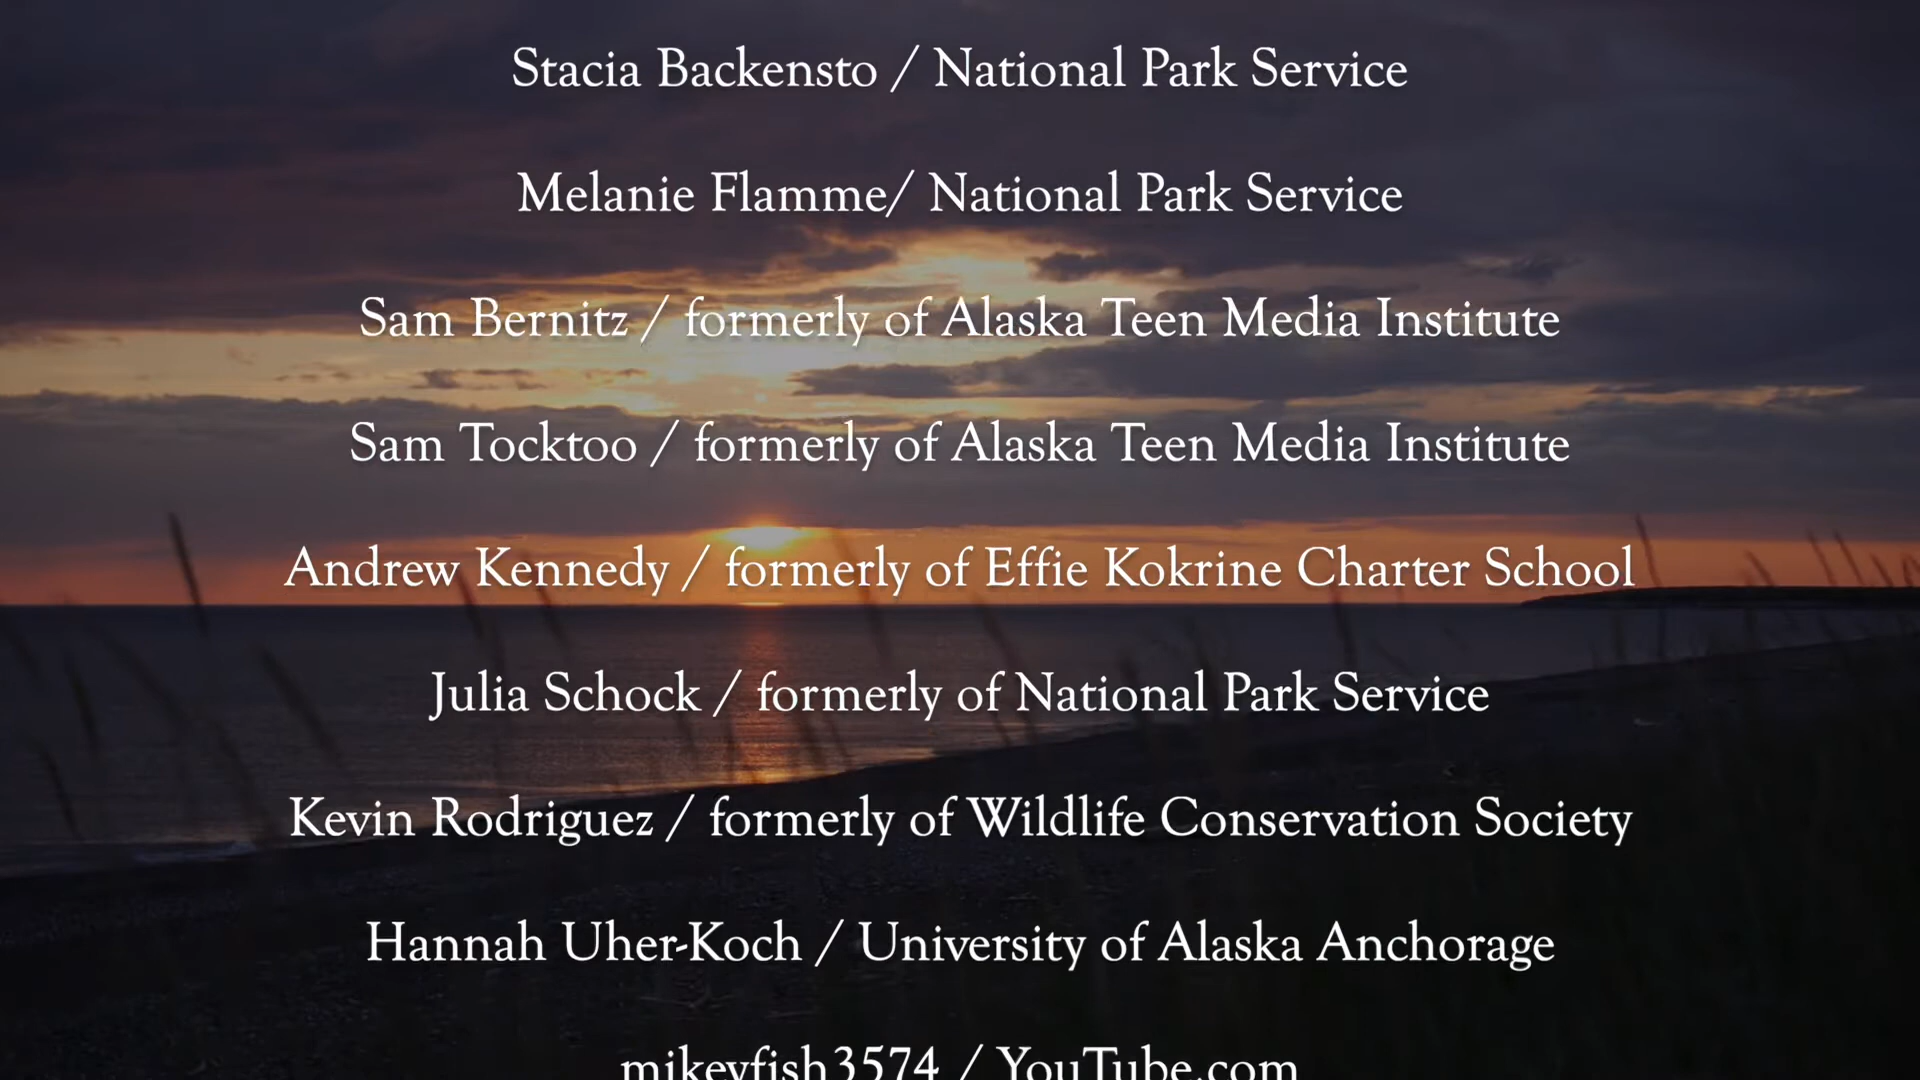 Stacia Backensto / National Park Service
Melanie Flamme/ National Park Service
Sam Bernitz / formerly of Alaska Teen Media Institute
Sam Tocktoo / formerly of Alaska Teen Media Institute
Andrew Kennedy / formerly of Effie Kokrine Charter School
Julia Schock / formerly of National Park Service
Kevin Rodriguez / formerly of Wildlife Conservation Society
Hannah Uher-Koch / University of Alaska Anchorage
mikeyfish3574 / YouTube.com